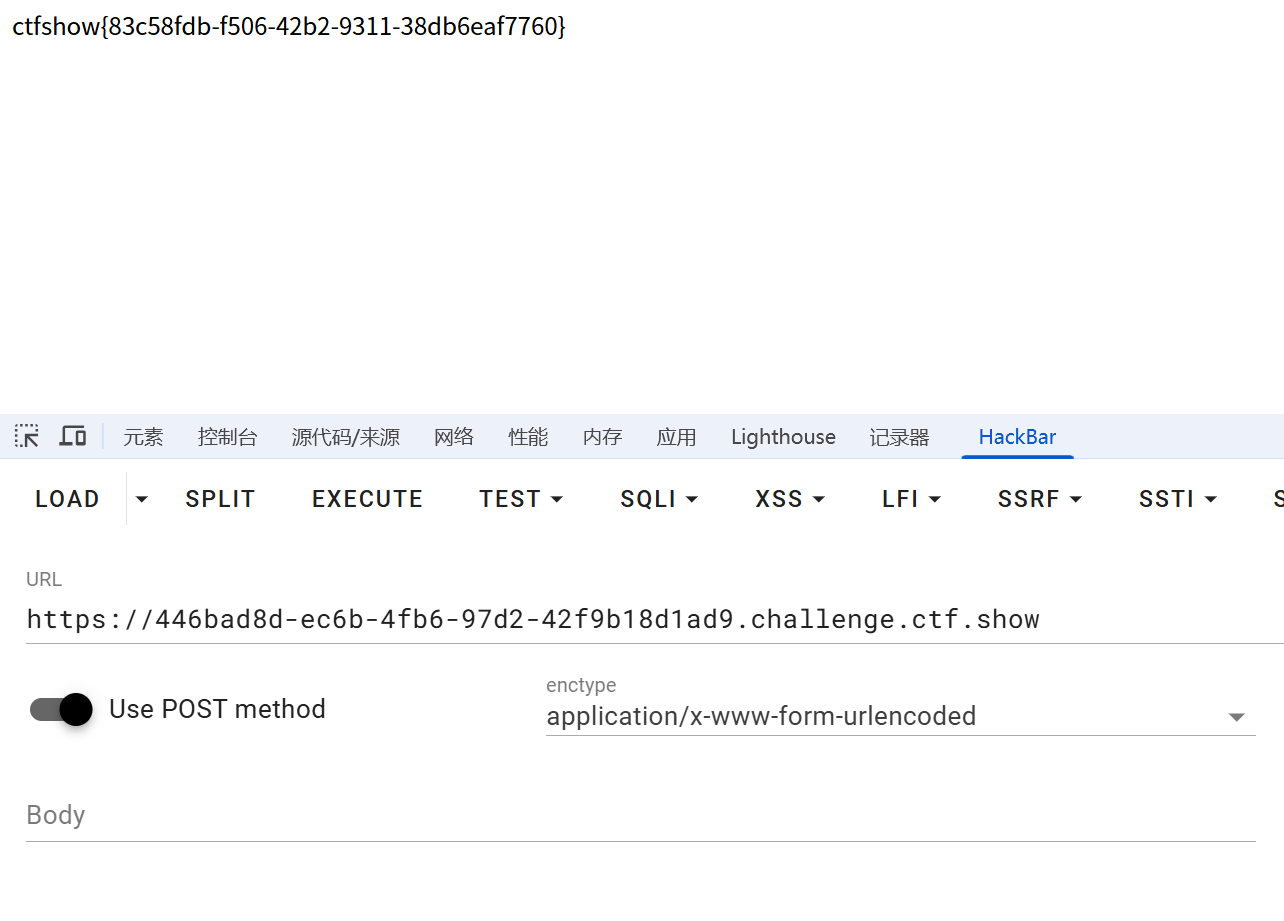 ctfshow{83c58fdb-f506-42b2-9311-38db6eaf7760}
元素 控制台 源代码/来源 网络 性能 内存 应用 Lighthouse 记录器 HackBar
LOAD SPLIT EXECUTE TEST SQLI XSS LFI SSRF SSTI S
URL
https://446bad8d-ec6b-4fb6-97d2-42f9b18d1ad9.challenge.ctf.show
enctype
Use POST method application/x-www-form-urlencoded
Body